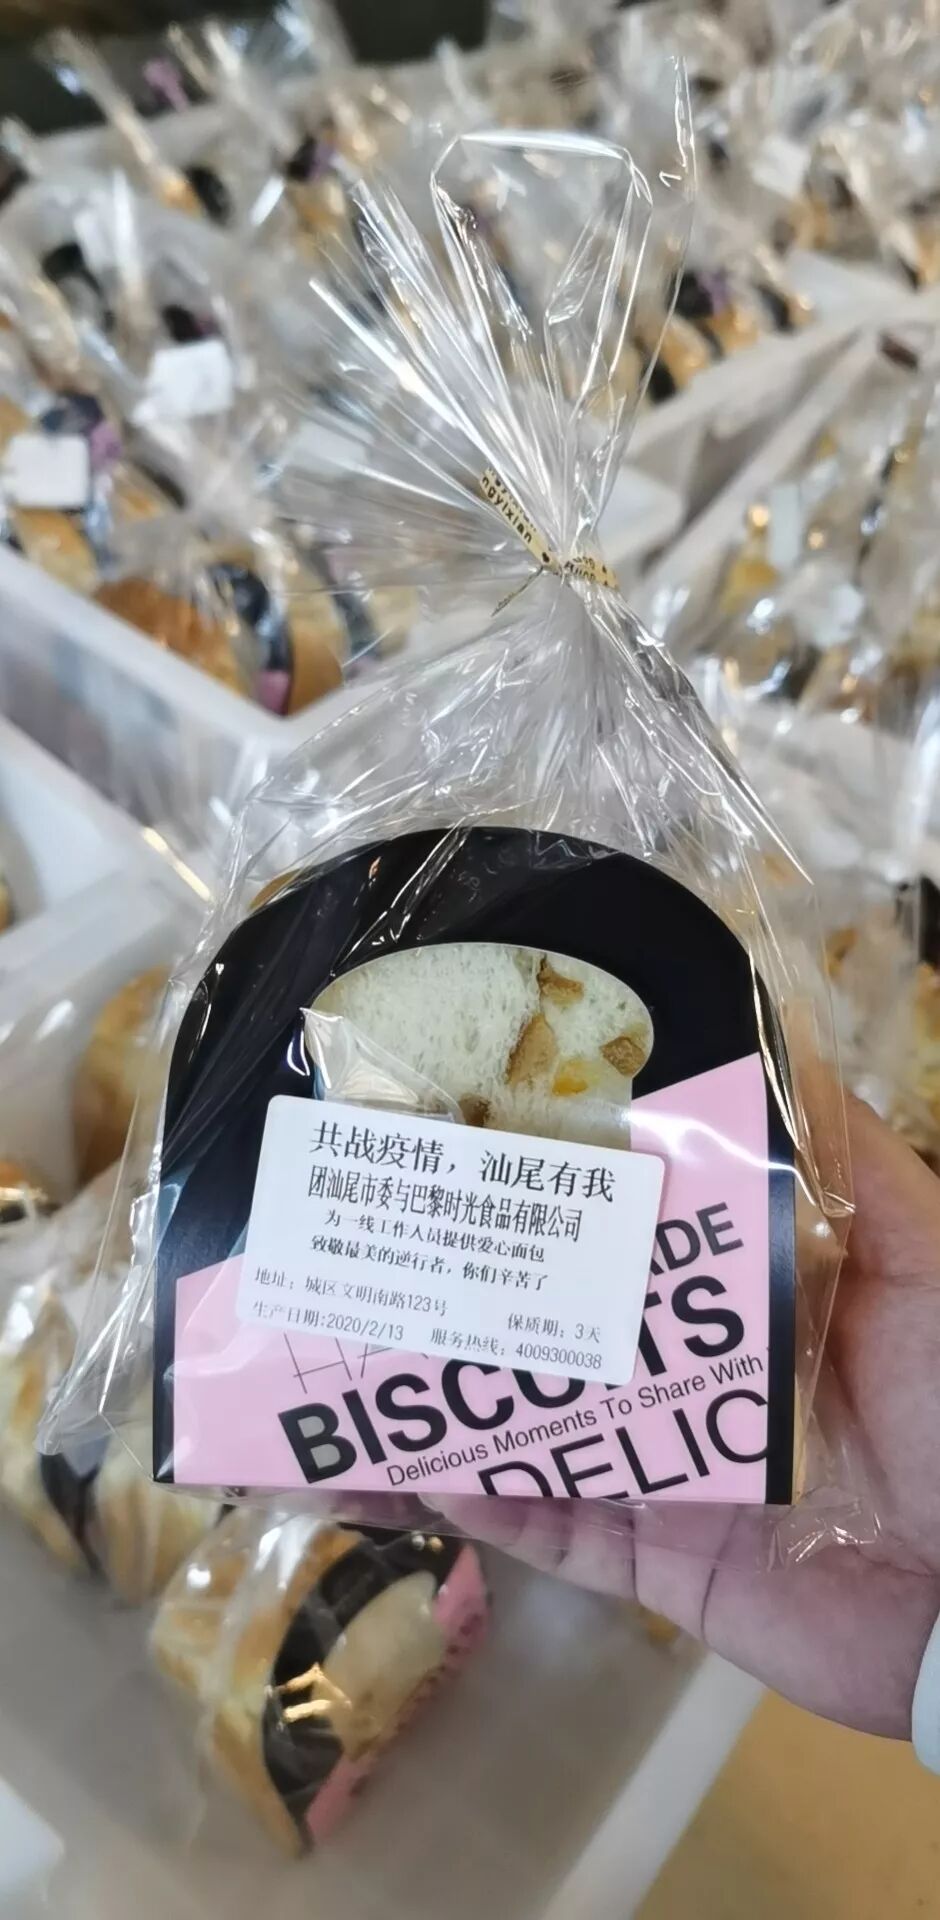 ngyixian
共战疫情，汕尾有我
团汕尾市委与巴黎时光食品有限公司
为一线工作人员提供爱心面包
致敬最美的逆行者，你们辛苦了
地址：城区文明南路123号
生产日期:2020/2/13 保质期：3天
服务热线：4009300038
ADE
BISCUITS
Delicious Moments To Share With
DELIC